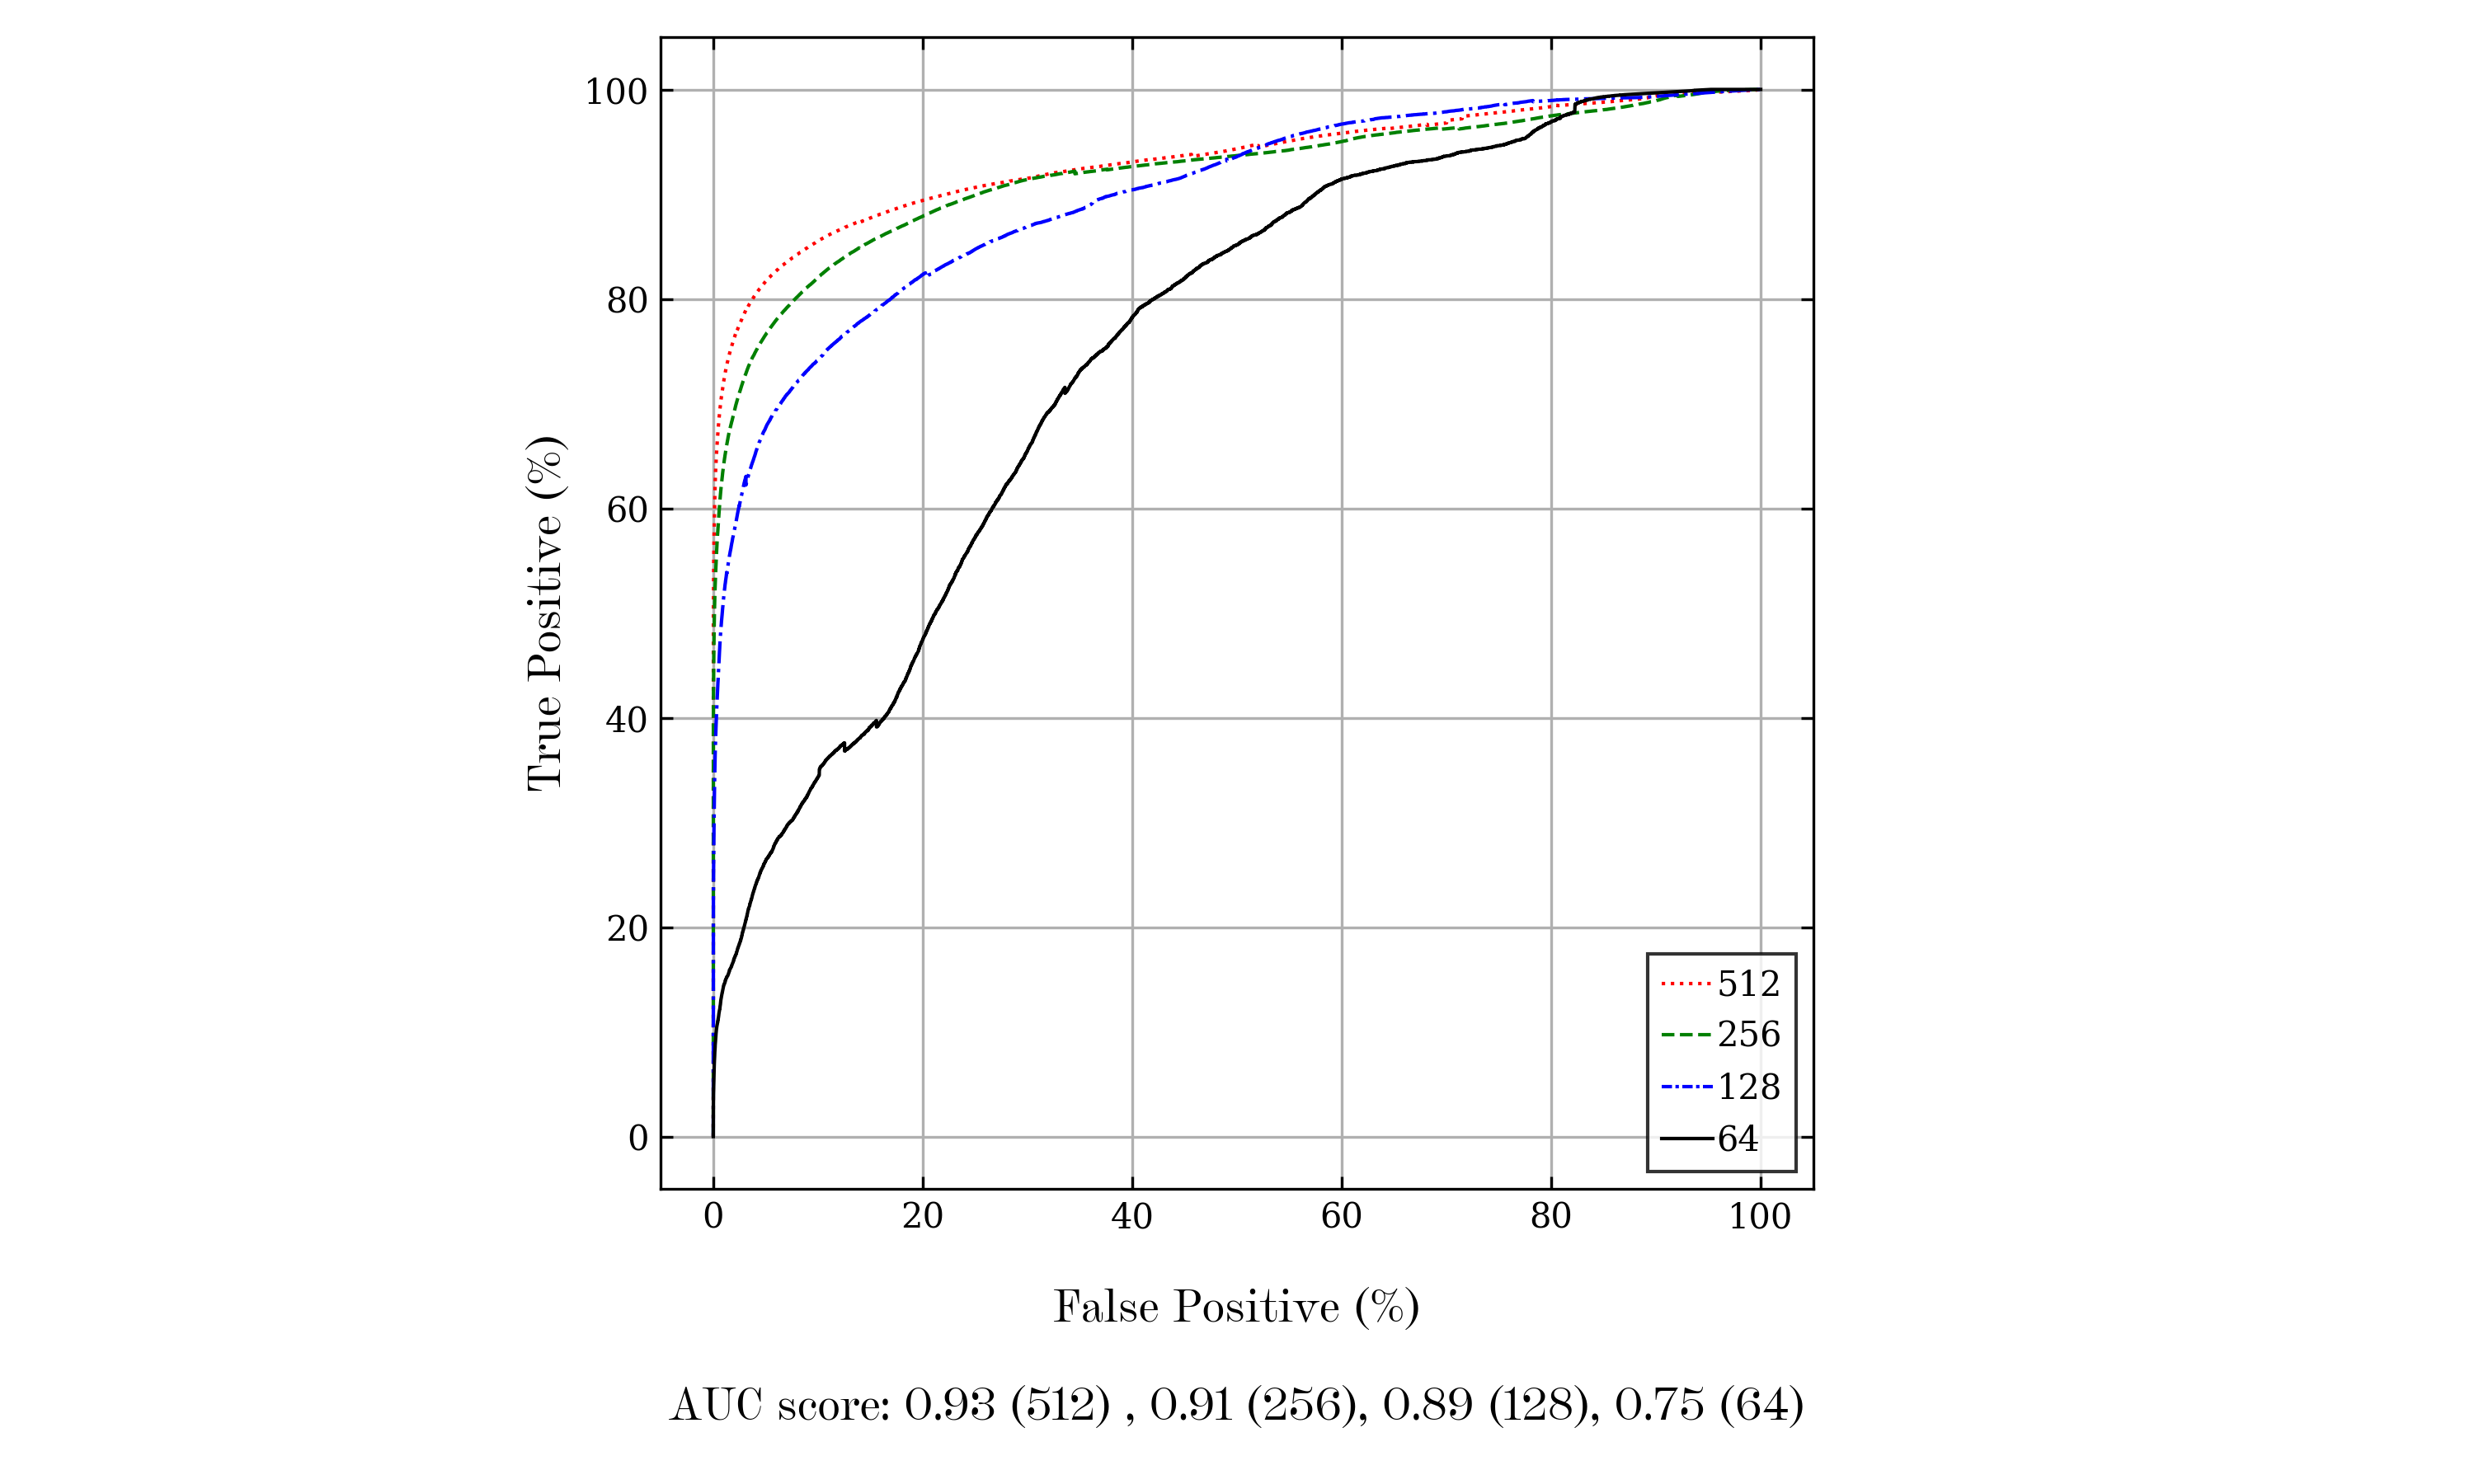 100
80
60
40
20
0
True Positive (%)
512
256
128
64
0 20 40 60 80 100
False Positive (%)
AUC score: 0.93 (512) , 0.91 (256), 0.89 (128), 0.75 (64)